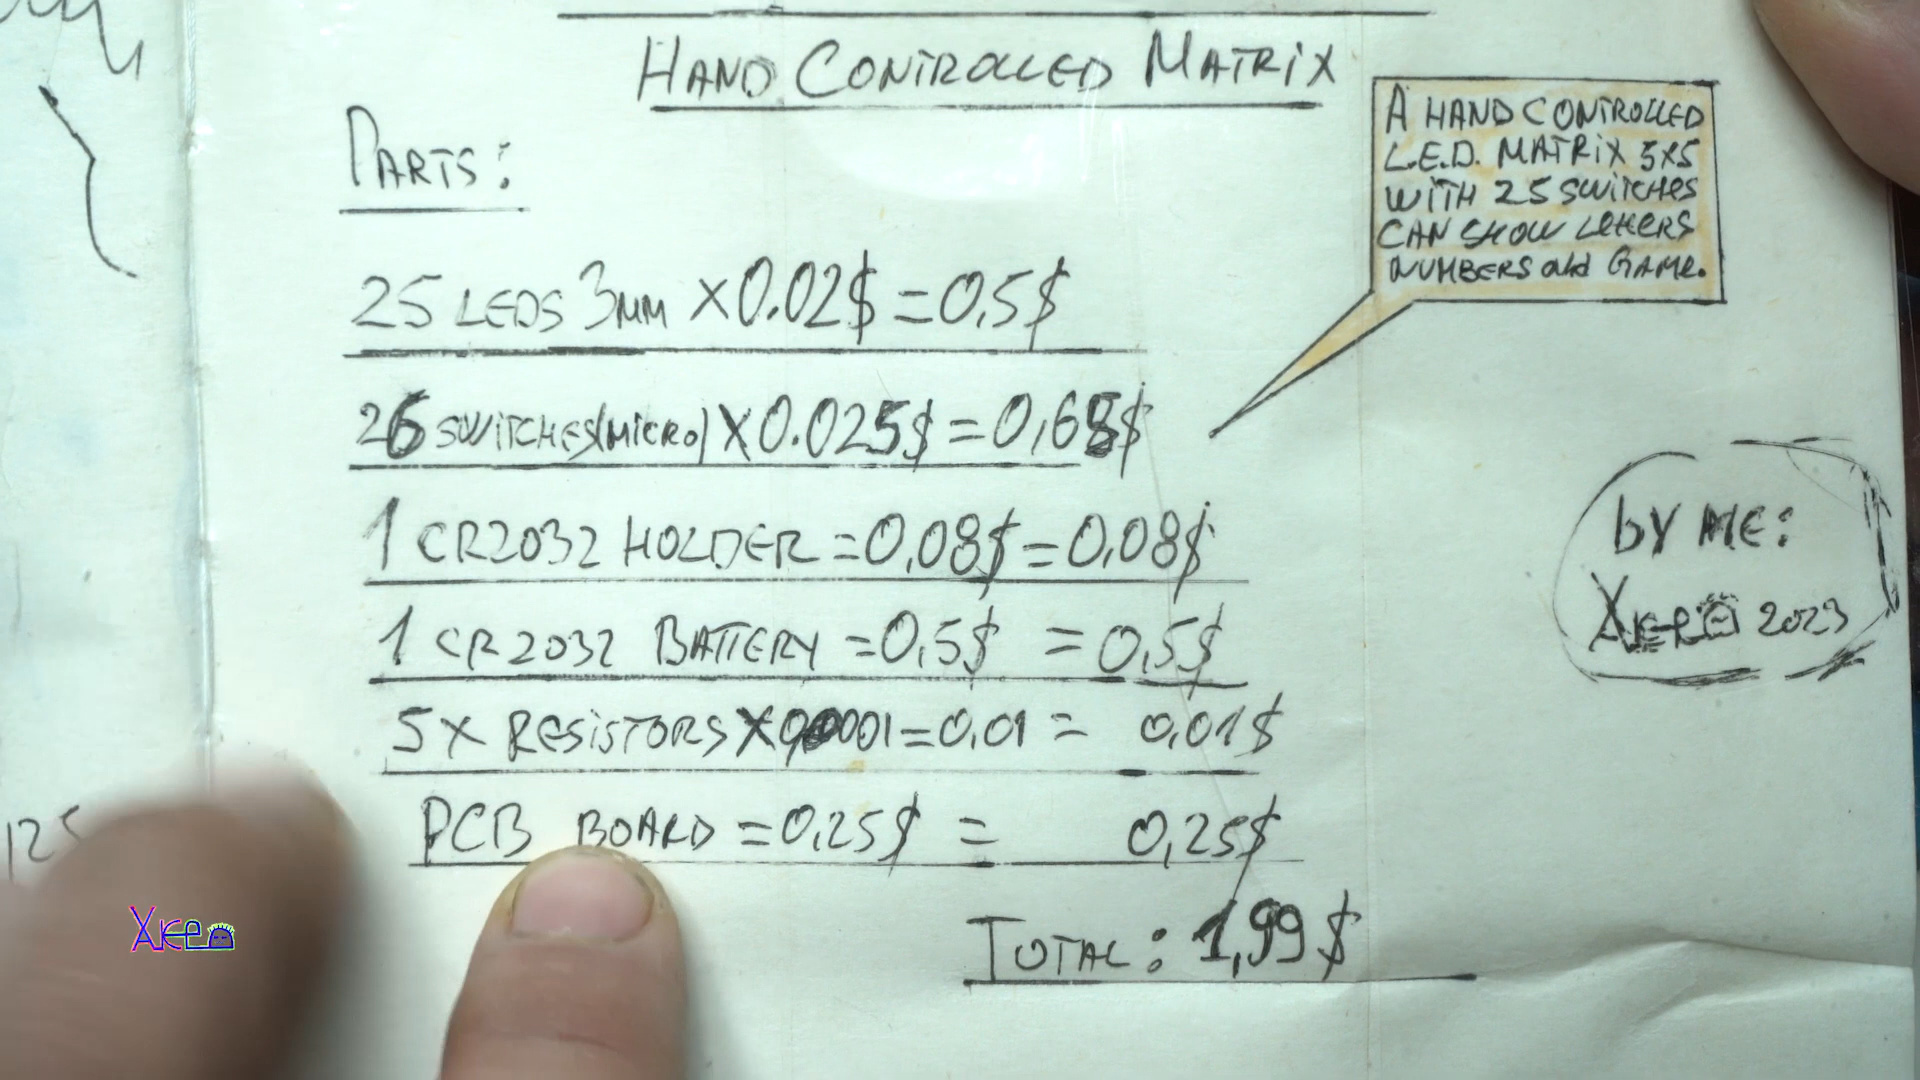 HAND CONTROLLED MATRIX
PARTS:
25 LEDS 3MM X0.02$ = 0,5$
26 SWITCHES(MICRO) X0.025$ = 0,65$
1 CR2032 HOLDER = 0,08$ = 0,08$
1 CR2032 BATTERY = 0,5$ = 0,5$
5X RESISTORS = 0,01 = 0,01$
PCB BOARD = 0,25$ = 0,25$
TOTAL: 1,99$
A HAND CONTROLLED
L.E.D. MATRIX 5X5
WITH 25 SWITCHES
CAN SHOW LETTERS
NUMBERS and GAME.
by ME:
XKER 2023
125